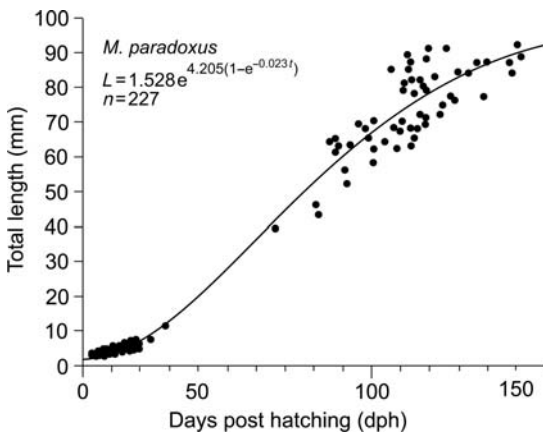 100
90
80
70
60
50
40
30
20
10
0
Total length (mm)
M. paradoxus
L=1.528e^4.205(1–e^–0.023t)
n=227
0 50 100 150
Days post hatching (dph)